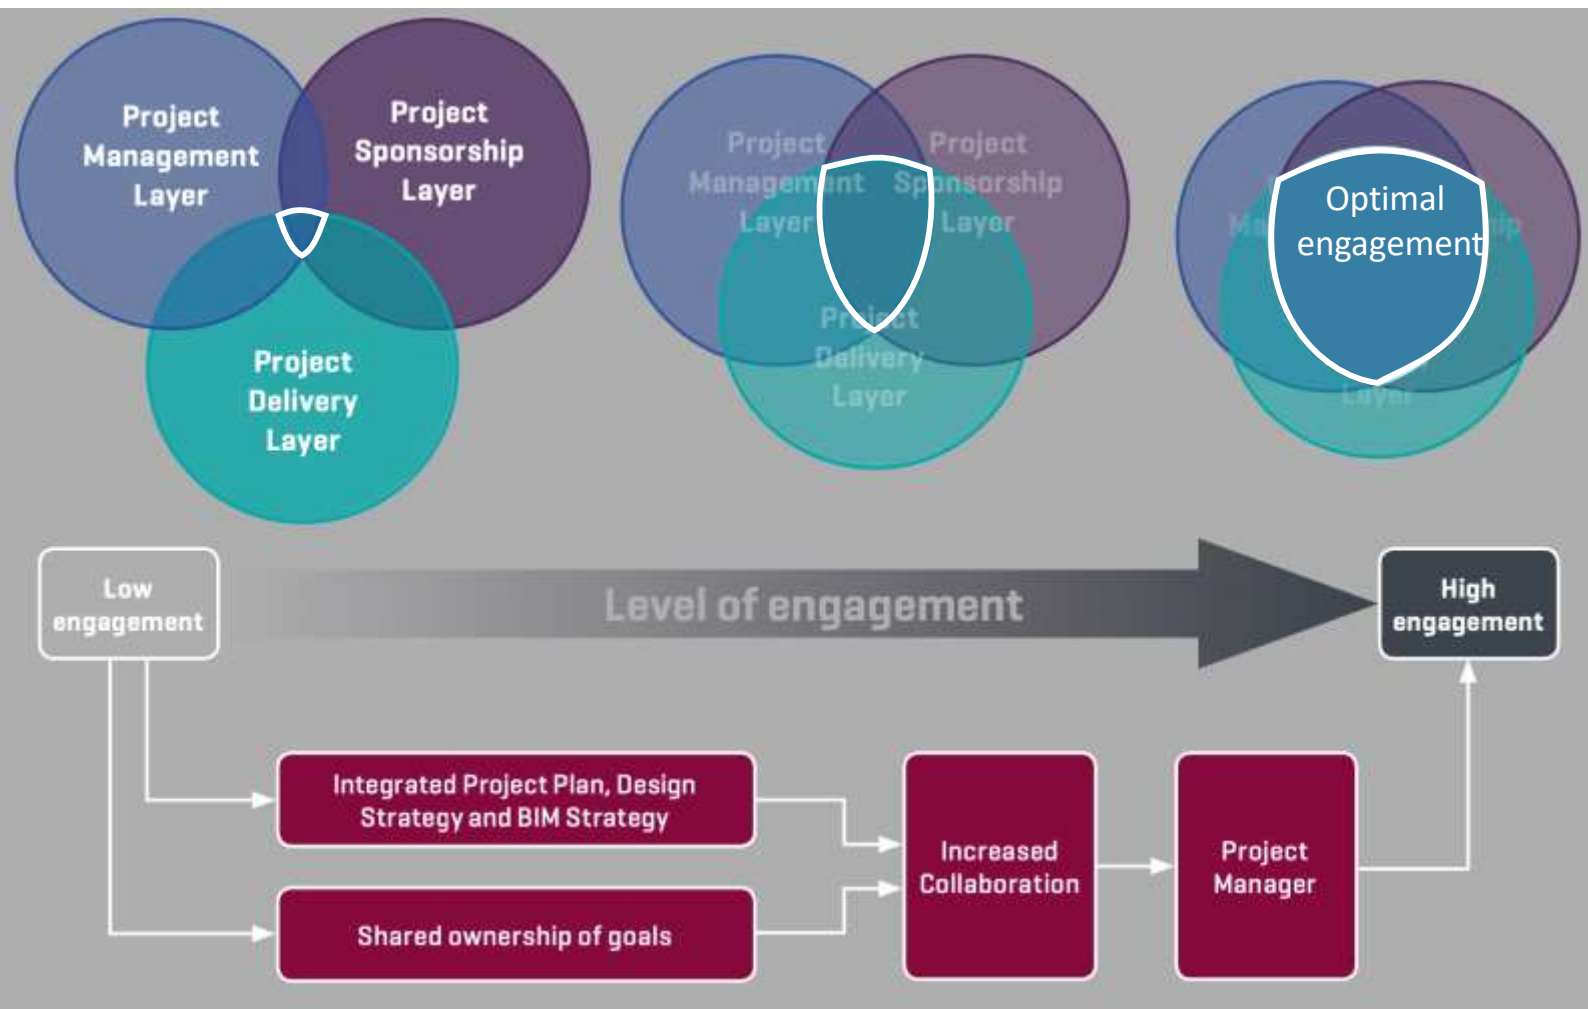 Project
Management
Layer
Project
Sponsorship
Layer
Project
Delivery
Layer
Project
Management
Layer
Project
Sponsorship
Layer
Project
Delivery
Layer
Optimal
engagement
Layer
Low
engagement
Level of engagement
High
engagement
Integrated Project Plan, Design
Strategy and BIM Strategy
Shared ownership of goals
Increased
Collaboration
Project
Manager